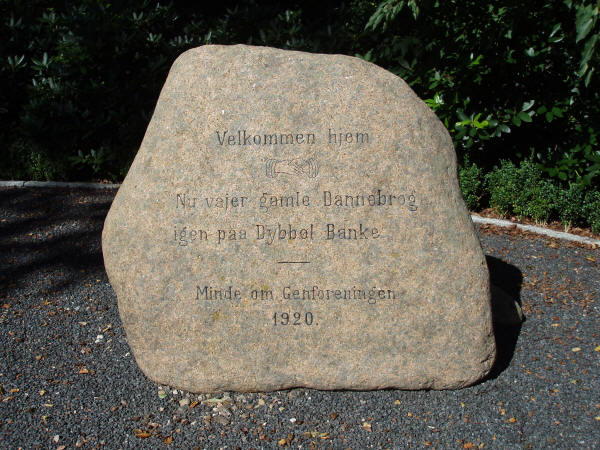 Velkommen hjem
Nu vajer gamle Dannebrog
igen paa Dybbøl Banke
Minde om Genforeningen
1920.